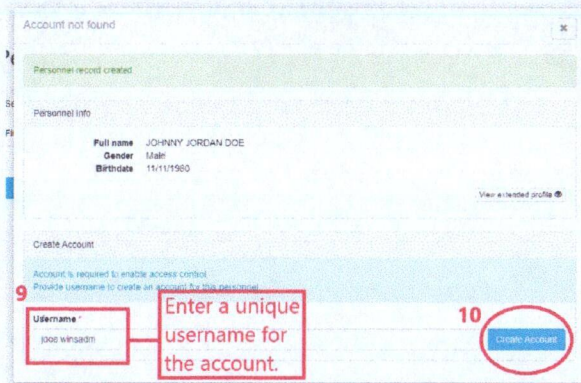 Account not found
×
Personnel record created
Personnel Info
Full name JOHNNY JORDAN DOE
Gender Male
Birthdate 11/11/1980
View extended profile
Create Account
Account is required to enable access control
Provide username to create an account for this personnel
9
Username *
Enter a unique
username for
the account.
10
Create Account